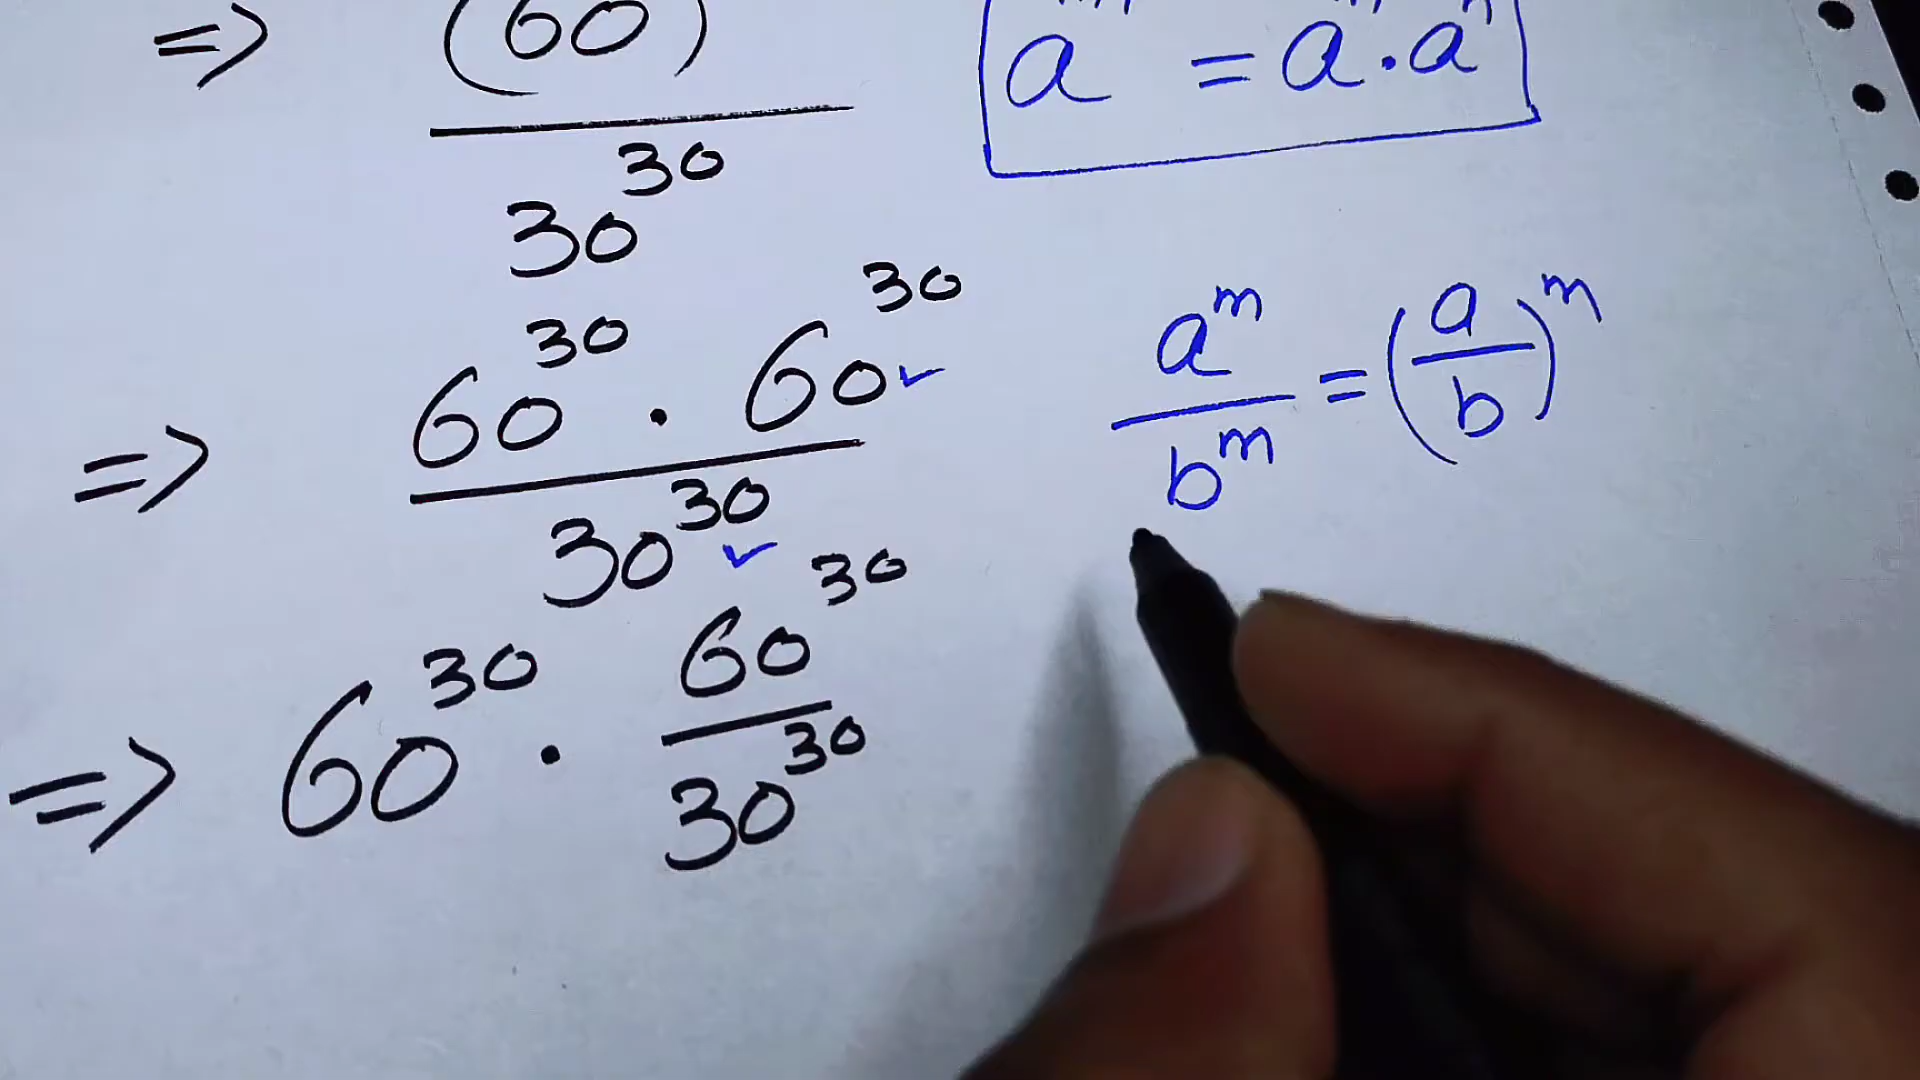 => (60)
30^30
a = a . a
=> 60^30 . 60^30
30^30
a^m / b^m = (a/b)^m
=> 60^30 . 60^30 / 30^30